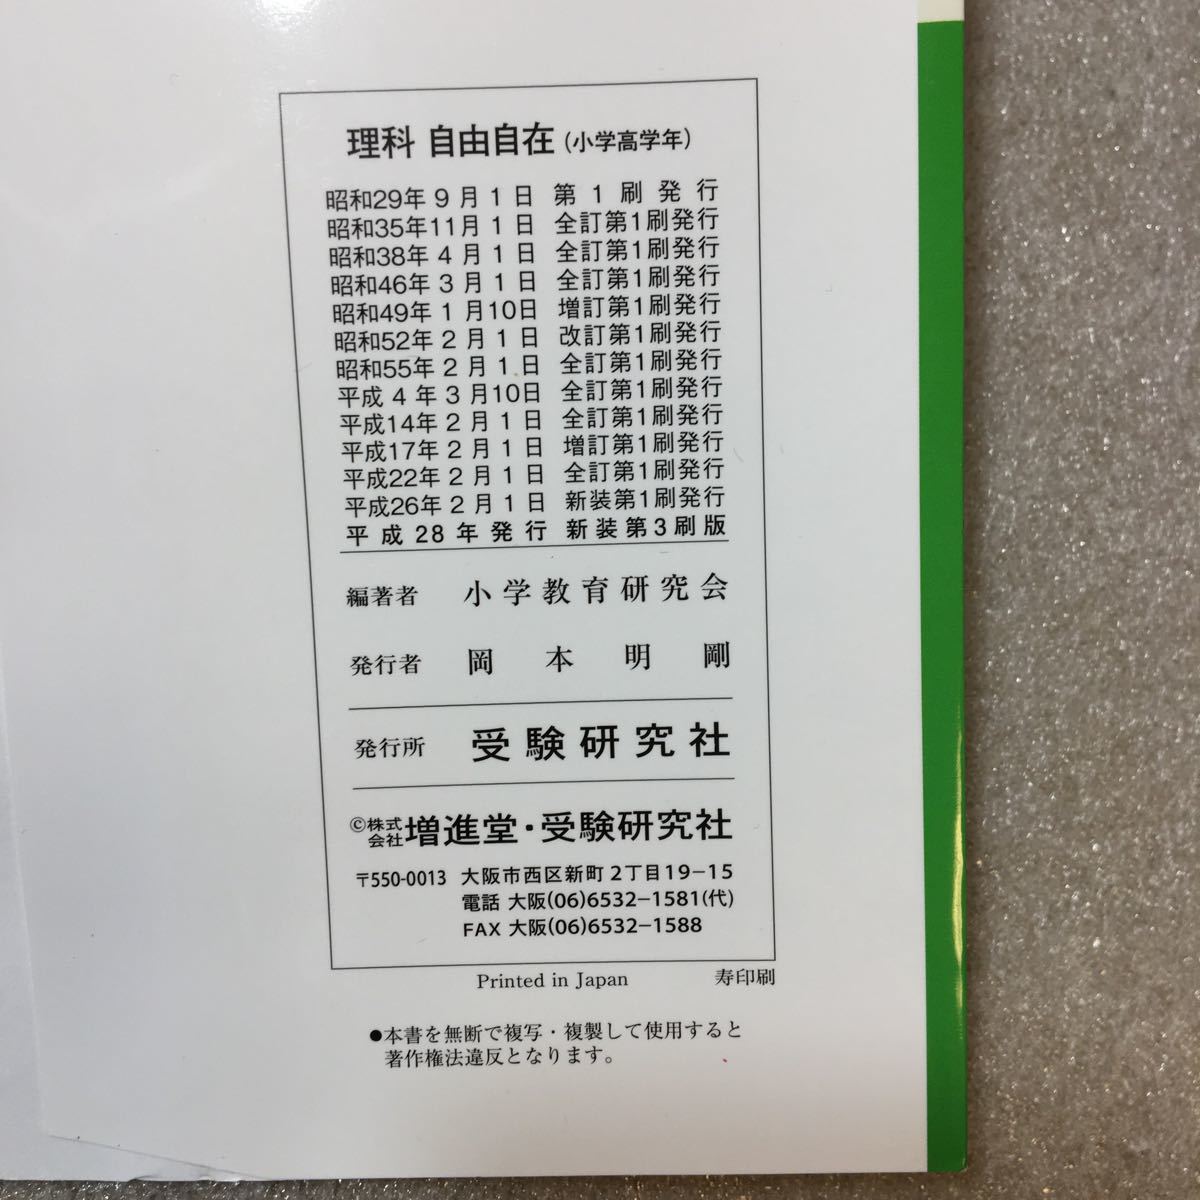 理科 自由自在(小学高学年)
昭和29年9月1日 第1刷発行
昭和35年11月1日 全訂第1刷発行
昭和38年4月1日 全訂第1刷発行
昭和46年3月1日 全訂第1刷発行
昭和49年1月10日 増訂第1刷発行
昭和52年2月1日 改訂第1刷発行
昭和55年2月1日 全訂第1刷発行
平成4年3月10日 全訂第1刷発行
平成14年2月1日 全訂第1刷発行
平成17年2月1日 増訂第1刷発行
平成22年2月1日 全訂第1刷発行
平成26年2月1日 新装第1刷発行
平成28年発行 新装第3刷版
編著者 小学教育研究会
発行者 岡本明剛
発行所 受験研究社
©株式会社増進堂・受験研究社
〒550-0013 大阪市西区新町2丁目19-15
電話 大阪(06)6532-1581(代)
FAX 大阪(06)6532-1588
Printed in Japan 寿印刷
●本書を無断で複写・複製して使用すると
著作権法違反となります。